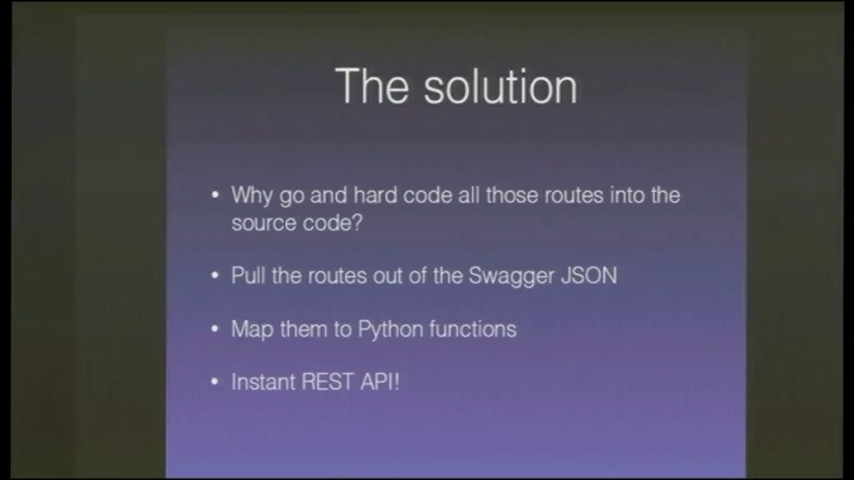 The solution
• Why go and hard code all those routes into the
source code?
• Pull the routes out of the Swagger JSON
• Map them to Python functions
• Instant REST API!